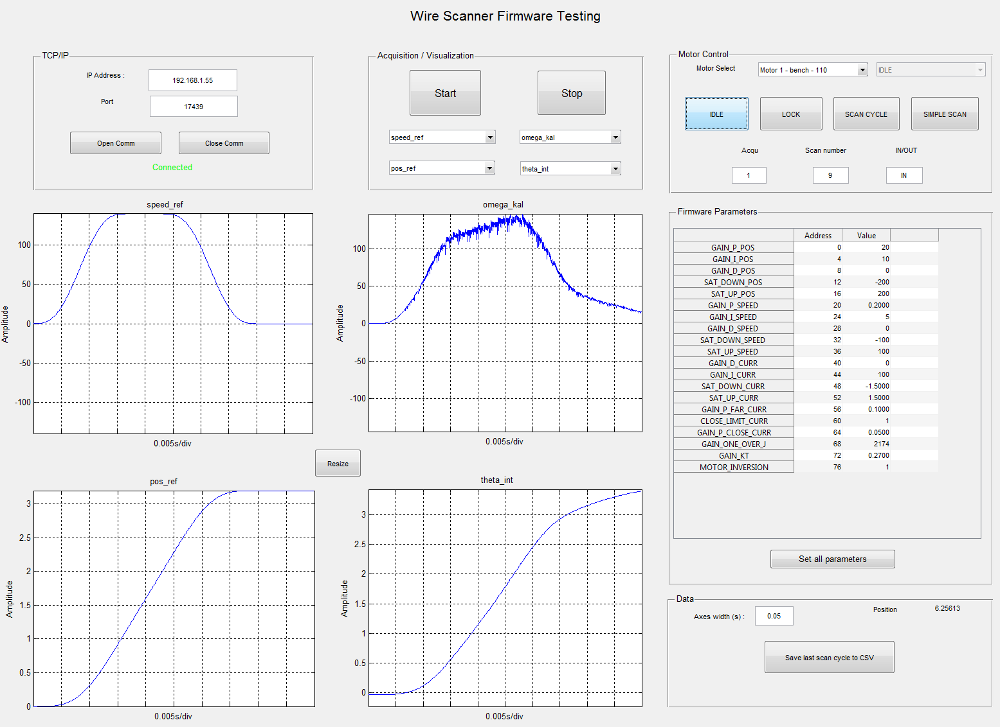 Wire Scanner Firmware Testing
TCP/IP
IP Address :
192.168.1.55
Port
17439
Open Comm
Close Comm
Connected
Acquisition / Visualization
Start
Stop
speed_ref
omega_kal
pos_ref
theta_int
Motor Control
Motor Select
Motor 1 - bench - 110
IDLE
IDLE
LOCK
SCAN CYCLE
SIMPLE SCAN
Acqu
Scan number
IN/OUT
1
9
IN
speed_ref
100
50
0
-50
-100
Amplitude
0.005s/div
omega_kal
100
50
0
-50
-100
Amplitude
0.005s/div
Resize
pos_ref
3
2.5
2
1.5
1
0.5
0
Amplitude
0.005s/div
theta_int
3
2.5
2
1.5
1
0.5
0
Amplitude
0.005s/div
Firmware Parameters
Address Value
GAIN_P_POS 0 20
GAIN_I_POS 4 10
GAIN_D_POS 8 0
SAT_DOWN_POS 12 -200
SAT_UP_POS 16 200
GAIN_P_SPEED 20 0.2000
GAIN_I_SPEED 24 5
GAIN_D_SPEED 28 0
SAT_DOWN_SPEED 32 -100
SAT_UP_SPEED 36 100
GAIN_D_CURR 40 0
GAIN_I_CURR 44 100
SAT_DOWN_CURR 48 -1.5000
SAT_UP_CURR 52 1.5000
GAIN_P_FAR_CURR 56 0.1000
CLOSE_LIMIT_CURR 60 1
GAIN_P_CLOSE_CURR 64 0.0500
GAIN_ONE_OVER_J 68 2174
GAIN_KT 72 0.2700
MOTOR_INVERSION 76 1
Set all parameters
Data
Axes width (s) :
0.05
Position
6.25613
Save last scan cycle to CSV